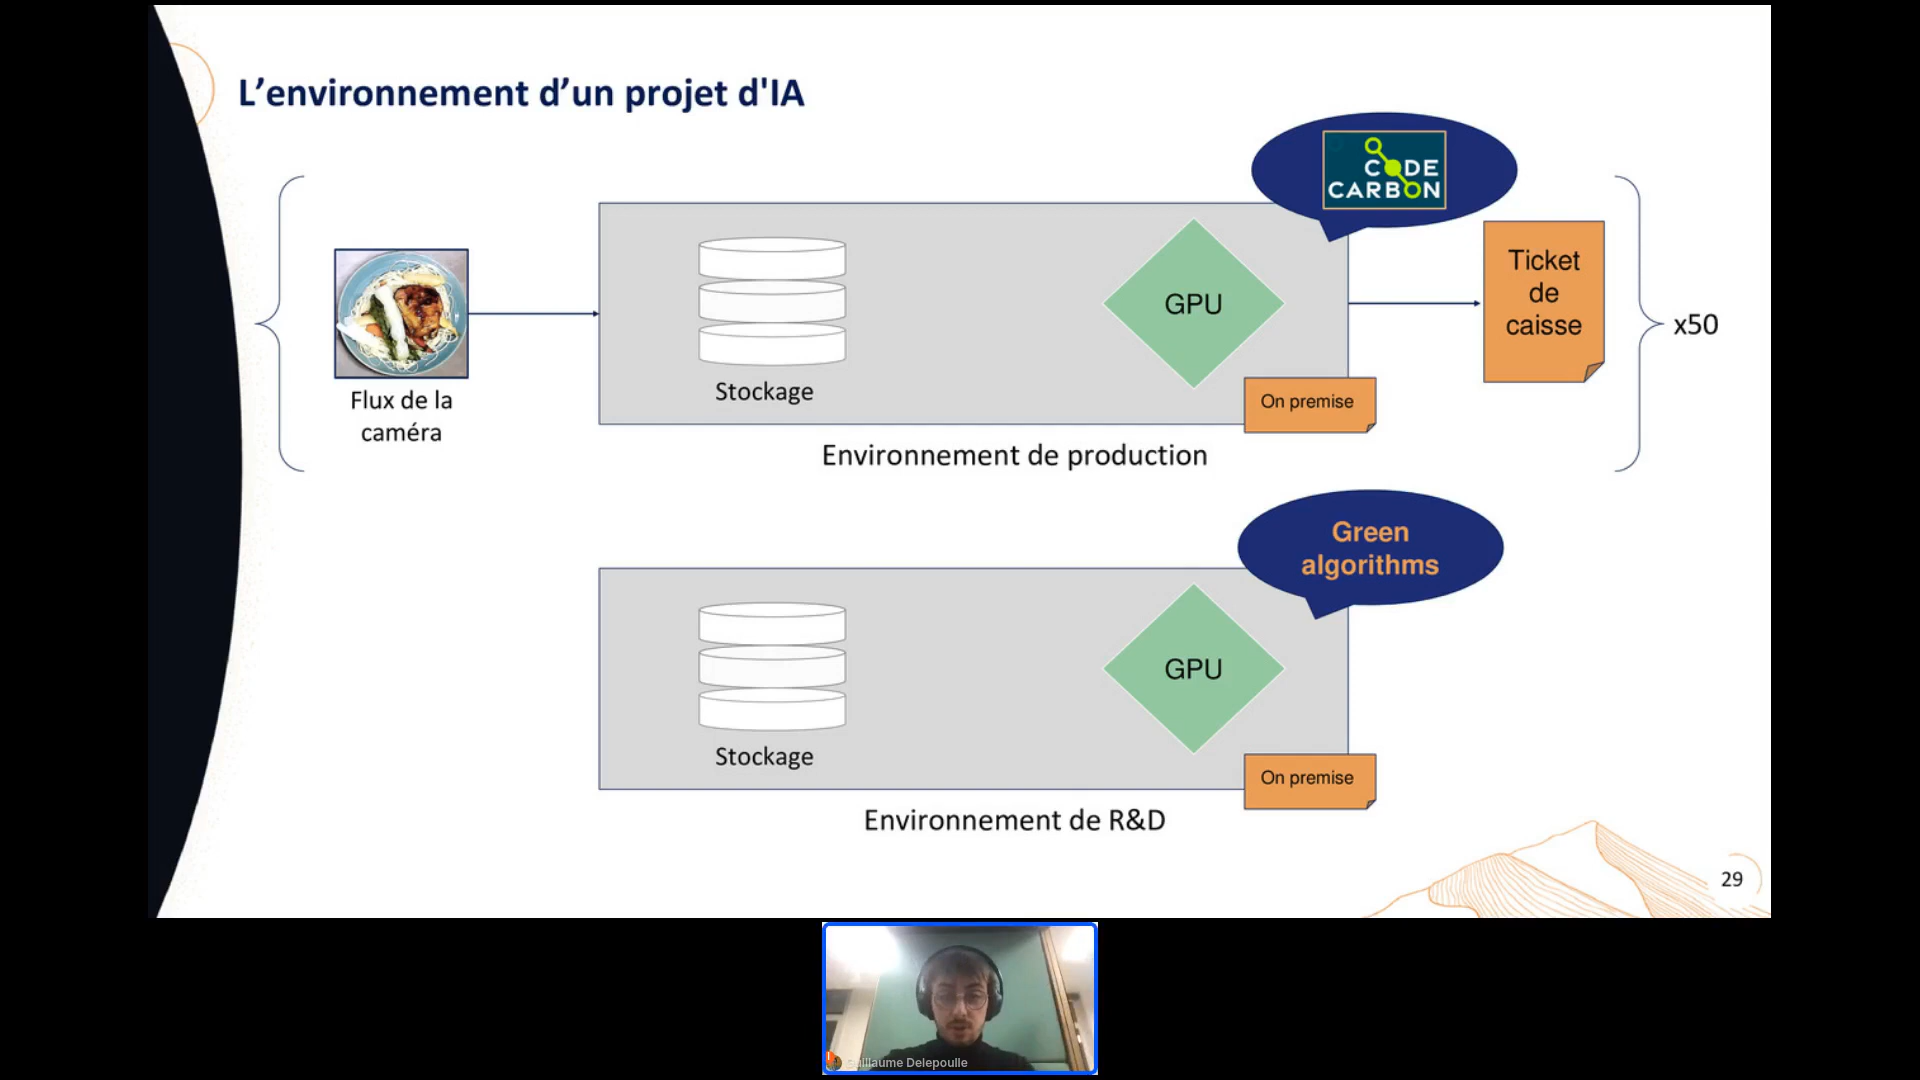 L’environnement d’un projet d'IA
CODE
CARBON
Flux de la
caméra
Stockage
GPU
On premise
Ticket
de
caisse
x50
Environnement de production
Green
algorithms
Stockage
GPU
On premise
Environnement de R&D
29
Guillaume Delepoulle